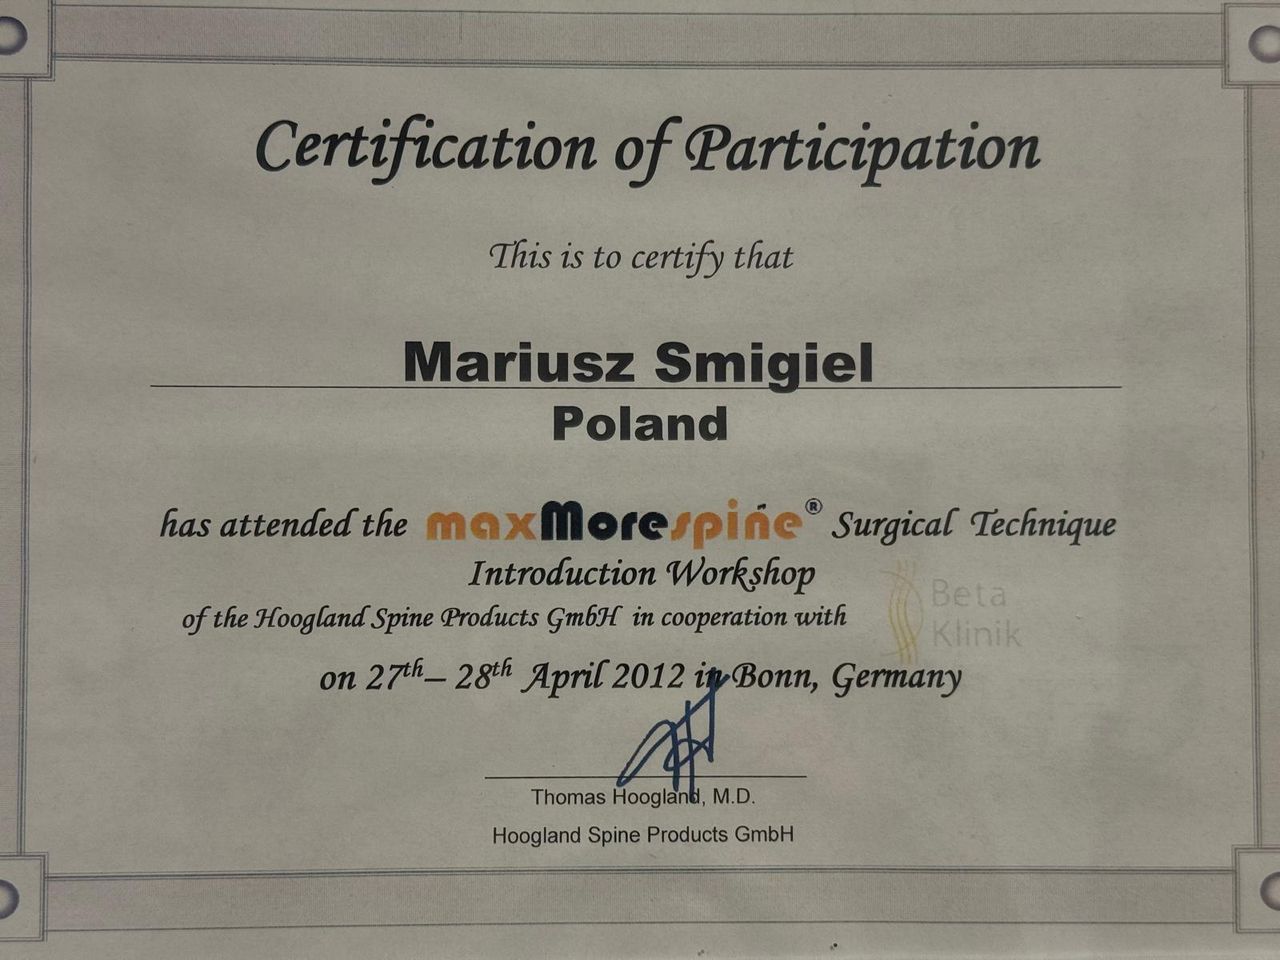 Certification of Participation
This is to certify that
Mariusz Smigiel
Poland
has attended the maxMorespine® Surgical Technique
Introduction Workshop
of the Hoogland Spine Products GmbH in cooperation with Beta Klinik
on 27th– 28th April 2012 in Bonn, Germany
Thomas Hoogland, M.D.
Hoogland Spine Products GmbH